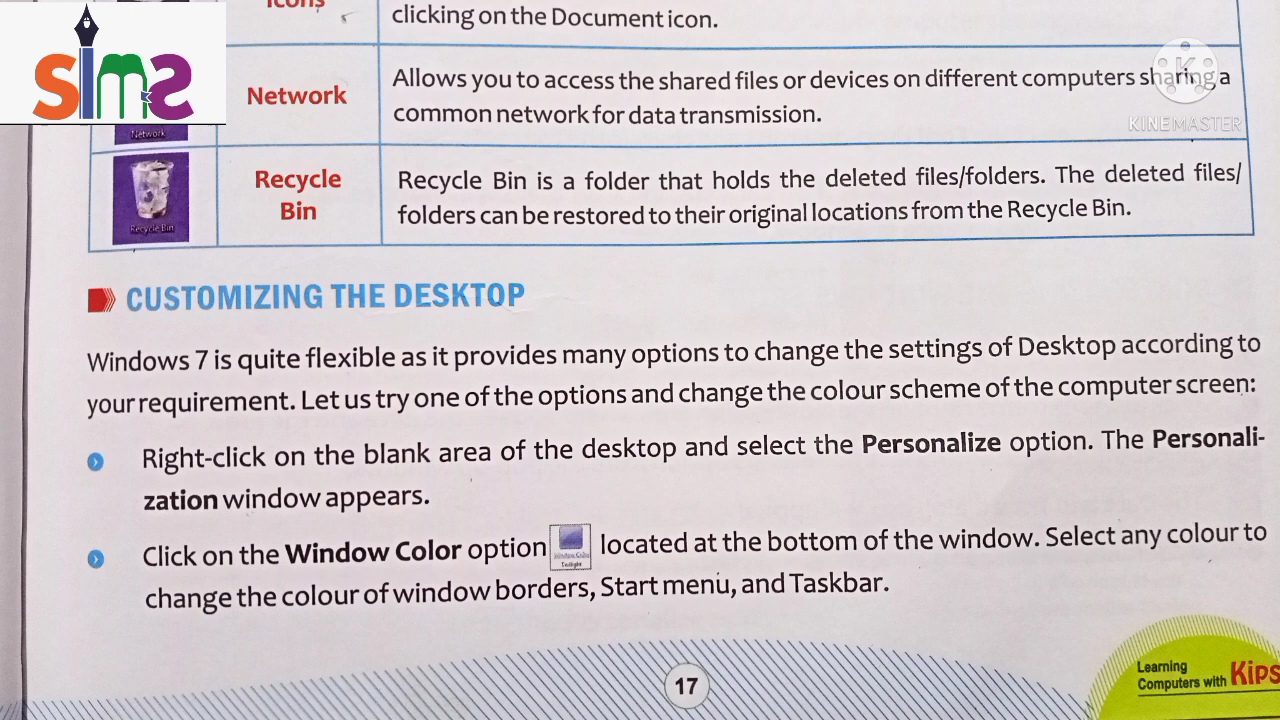 Icons
clicking on the Document icon.
sims
Network
Network
Allows you to access the shared files or devices on different computers sharing a
common network for data transmission.
KINEMASTER
Recycle Bin
Recycle
Bin
Recycle Bin is a folder that holds the deleted files/folders. The deleted files/
folders can be restored to their original locations from the Recycle Bin.
CUSTOMIZING THE DESKTOP
Windows 7 is quite flexible as it provides many options to change the settings of Desktop according to
your requirement. Let us try one of the options and change the colour scheme of the computer screen:
Right-click on the blank area of the desktop and select the Personalize option. The Personali-
zation window appears.
Click on the Window Color option located at the bottom of the window. Select any colour to
Window Color
Twilight
change the colour of window borders, Start menu, and Taskbar.
17
Learning
Computers with Kips